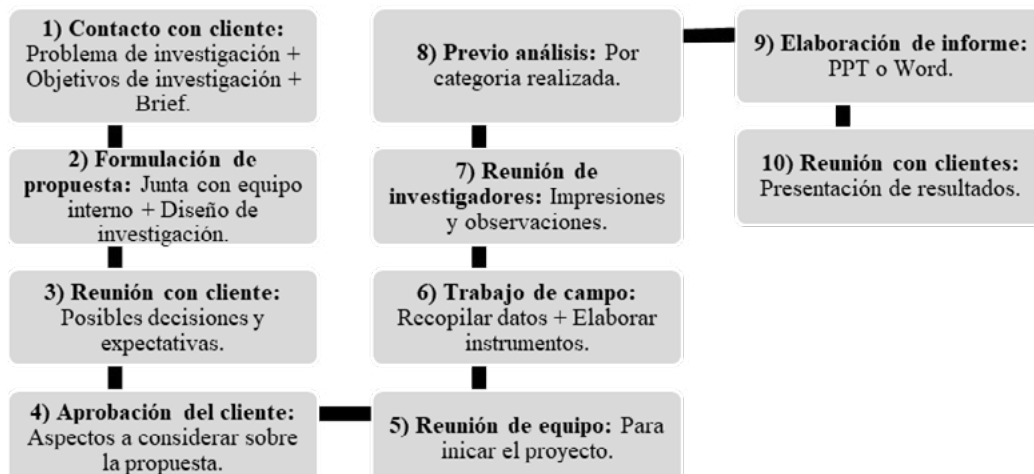 1) Contacto con cliente:
Problema de investigación +
Objetivos de investigación +
Brief.
2) Formulación de
propuesta: Junta con equipo
interno + Diseño de
investigación.
3) Reunión con cliente:
Posibles decisiones y
expectativas.
4) Aprobación del cliente:
Aspectos a considerar sobre
la propuesta.
5) Reunión de equipo: Para
inicar el proyecto.
6) Trabajo de campo:
Recopilar datos + Elaborar
instrumentos.
7) Reunión de
investigadores: Impresiones
y observaciones.
8) Previo análisis: Por
categoria realizada.
9) Elaboración de informe:
PPT o Word.
10) Reunión con clientes:
Presentación de resultados.